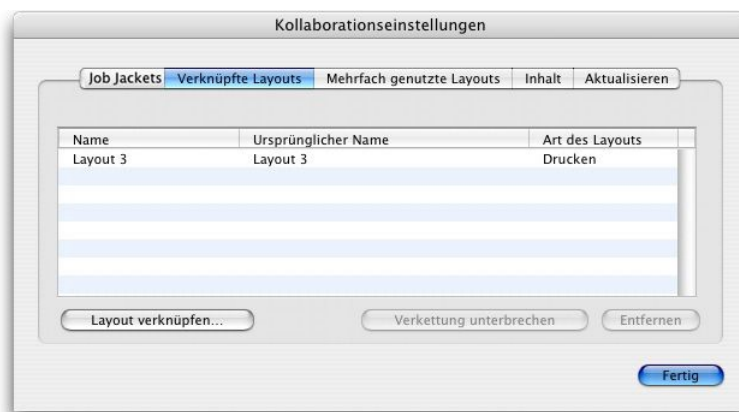 Kollaborationseinstellungen
Job Jackets Verknüpfte Layouts Mehrfach genutzte Layouts Inhalt Aktualisieren
Name Ursprünglicher Name Art des Layouts
Layout 3 Layout 3 Drucken
Layout verknüpfen... Verkettung unterbrechen Entfernen
Fertig